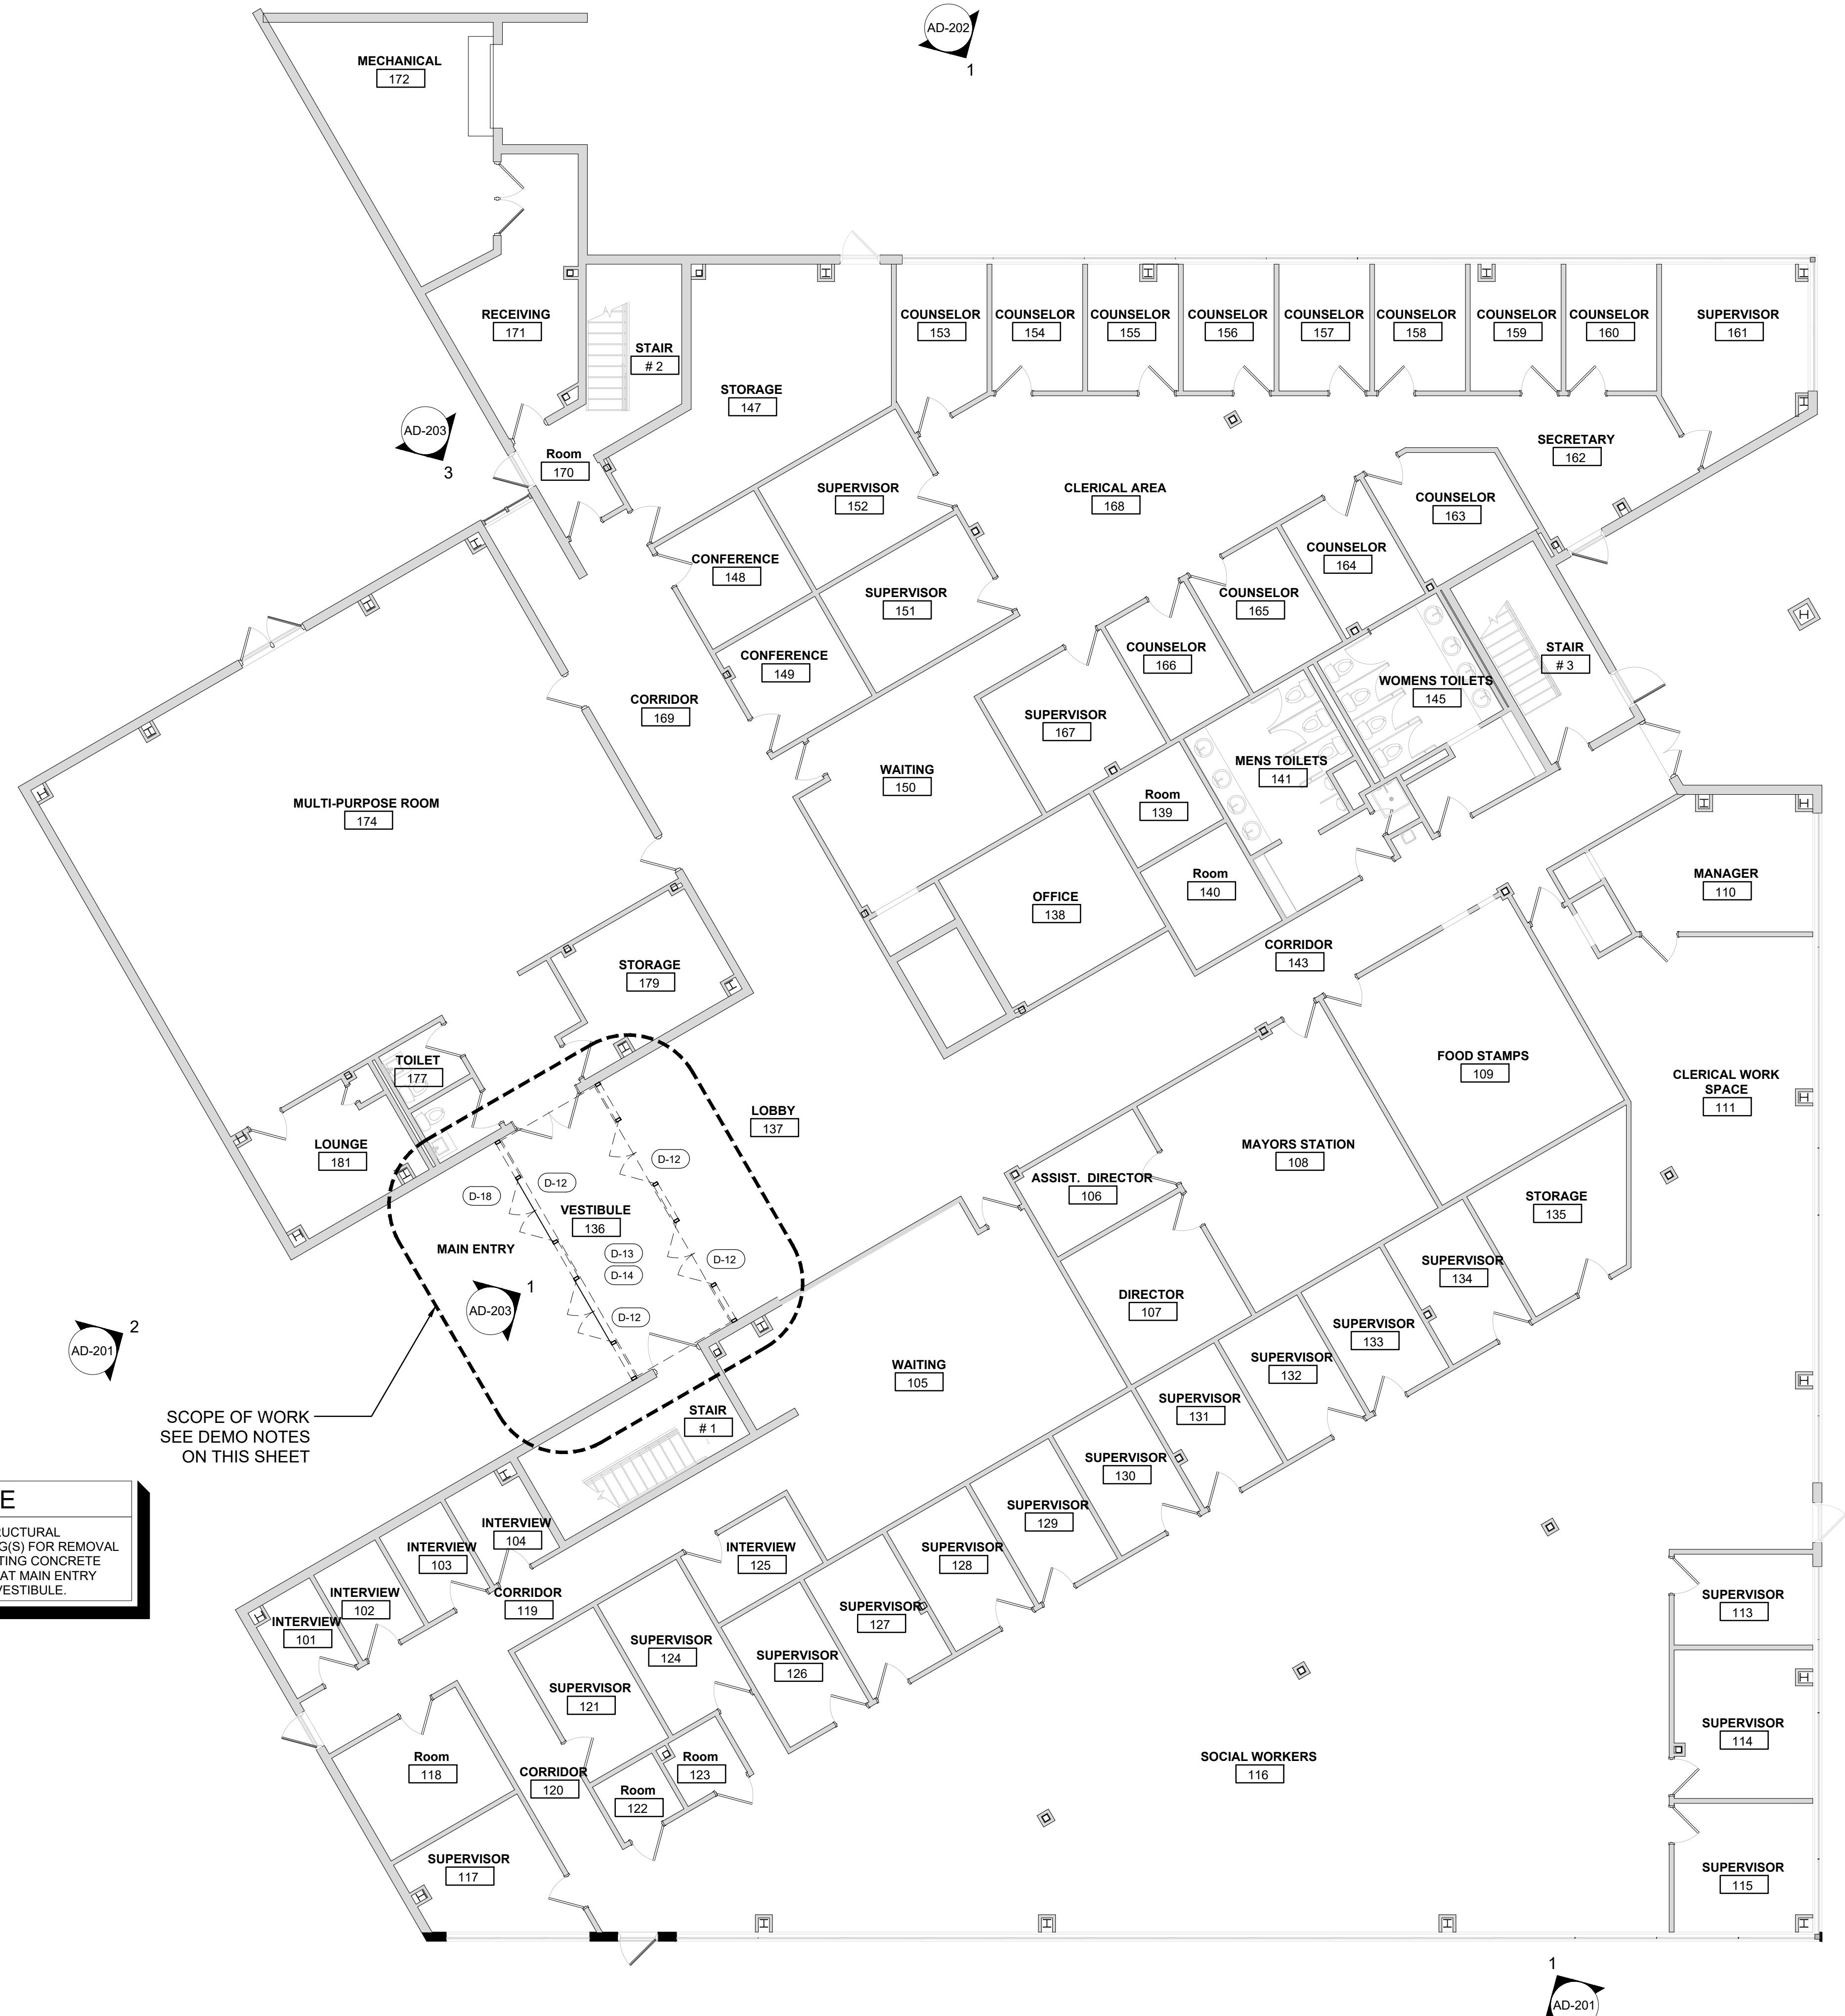 AD-202
1
MECHANICAL
172
RECEIVING
171
STAIR
# 2
STORAGE
147
COUNSELOR
153
COUNSELOR
154
COUNSELOR
155
COUNSELOR
156
COUNSELOR
157
COUNSELOR
158
COUNSELOR
159
COUNSELOR
160
SUPERVISOR
161
AD-203
3
Room
170
SUPERVISOR
152
CLERICAL AREA
168
SECRETARY
162
COUNSELOR
163
CONFERENCE
148
SUPERVISOR
151
COUNSELOR
164
COUNSELOR
165
CONFERENCE
149
COUNSELOR
166
STAIR
# 3
WOMENS TOILETS
145
CORRIDOR
169
SUPERVISOR
167
MENS TOILETS
141
WAITING
150
MULTI-PURPOSE ROOM
174
Room
139
Room
140
OFFICE
138
MANAGER
110
CORRIDOR
143
STORAGE
179
TOILET
177
FOOD STAMPS
109
CLERICAL WORK
SPACE
111
LOBBY
137
LOUNGE
181
MAYORS STATION
108
ASSIST. DIRECTOR
106
STORAGE
135
D-12
D-18
D-12
VESTIBULE
136
MAIN ENTRY
D-13
D-14
D-12
D-12
AD-203
1
SUPERVISOR
134
DIRECTOR
107
SUPERVISOR
133
AD-201
2
WAITING
105
SUPERVISOR
132
SUPERVISOR
131
SCOPE OF WORK
SEE DEMO NOTES
ON THIS SHEET
STAIR
# 1
SUPERVISOR
130
E
RUCTURAL
G(S) FOR REMOVAL
TING CONCRETE
AT MAIN ENTRY
VESTIBULE.
SUPERVISOR
129
INTERVIEW
104
INTERVIEW
103
INTERVIEW
125
SUPERVISOR
128
INTERVIEW
102
CORRIDOR
119
INTERVIEW
101
SUPERVISOR
127
SUPERVISOR
113
SUPERVISOR
124
SUPERVISOR
126
SUPERVISOR
121
SUPERVISOR
114
Room
118
CORRIDOR
120
Room
123
Room
122
SOCIAL WORKERS
116
SUPERVISOR
117
SUPERVISOR
115
1
AD-201